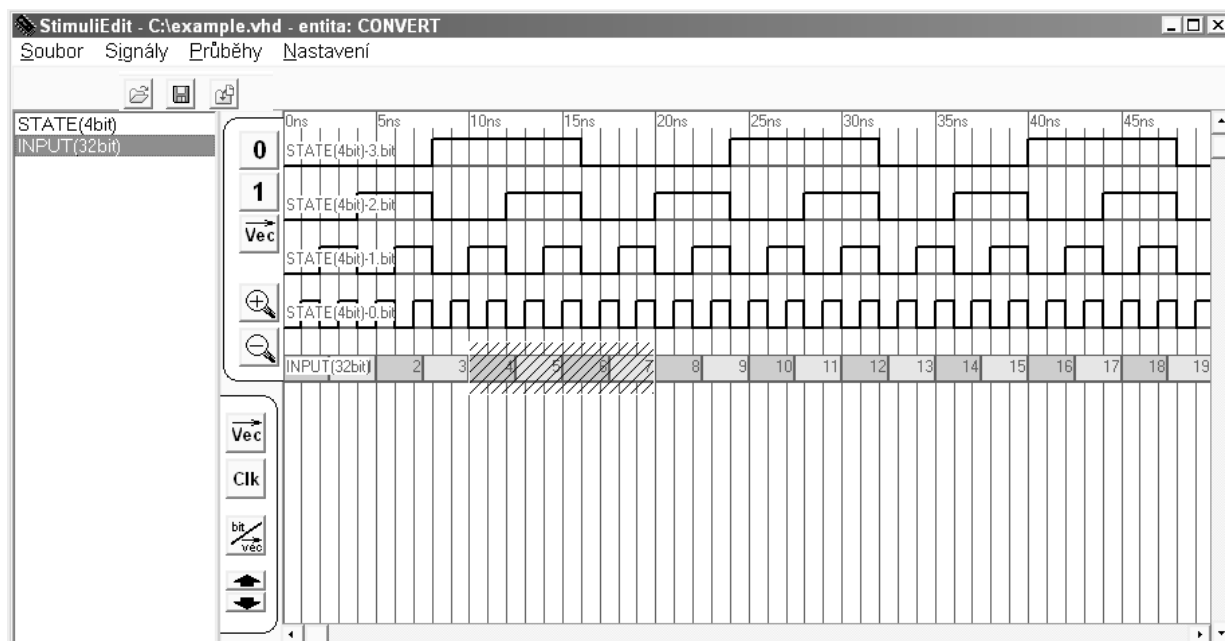 StimuliEdit - C:\example.vhd - entita: CONVERT
Soubor Signály Průběhy Nastavení
STATE(4bit)
INPUT(32bit)
0
1
Vec
Vec
Clk
bit
vec
0ns 5ns 10ns 15ns 20ns 25ns 30ns 35ns 40ns 45ns
STATE(4bit)-3.bit
STATE(4bit)-2.bit
STATE(4bit)-1.bit
STATE(4bit)-0.bit
INPUT(32bit) 2 3 4 5 6 7 8 9 10 11 12 13 14 15 16 17 18 19